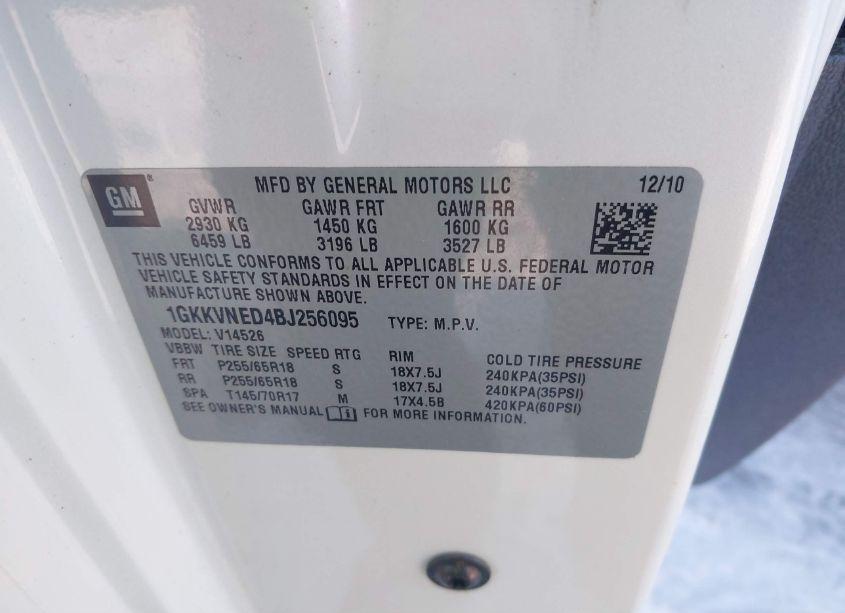 GM ® MFD BY GENERAL MOTORS LLC 12/10
GVWR GAWR FRT GAWR RR
2930 KG 1450 KG 1600 KG
6459 LB 3196 LB 3527 LB
THIS VEHICLE CONFORMS TO ALL APPLICABLE U.S. FEDERAL MOTOR
VEHICLE SAFETY STANDARDS IN EFFECT ON THE DATE OF
MANUFACTURE SHOWN ABOVE.
1GKKVNED4BJ256095 TYPE: M.P.V.
MODEL: V14526
VBBW TIRE SIZE SPEED RTG RIM COLD TIRE PRESSURE
FRT P255/65R18 S 18X7.5J 240KPA(35PSI)
RR P255/65R18 S 18X7.5J 240KPA(35PSI)
SPA T145/70R17 M 17X4.5B 420KPA(60PSI)
SEE OWNER'S MANUAL i FOR MORE INFORMATION.